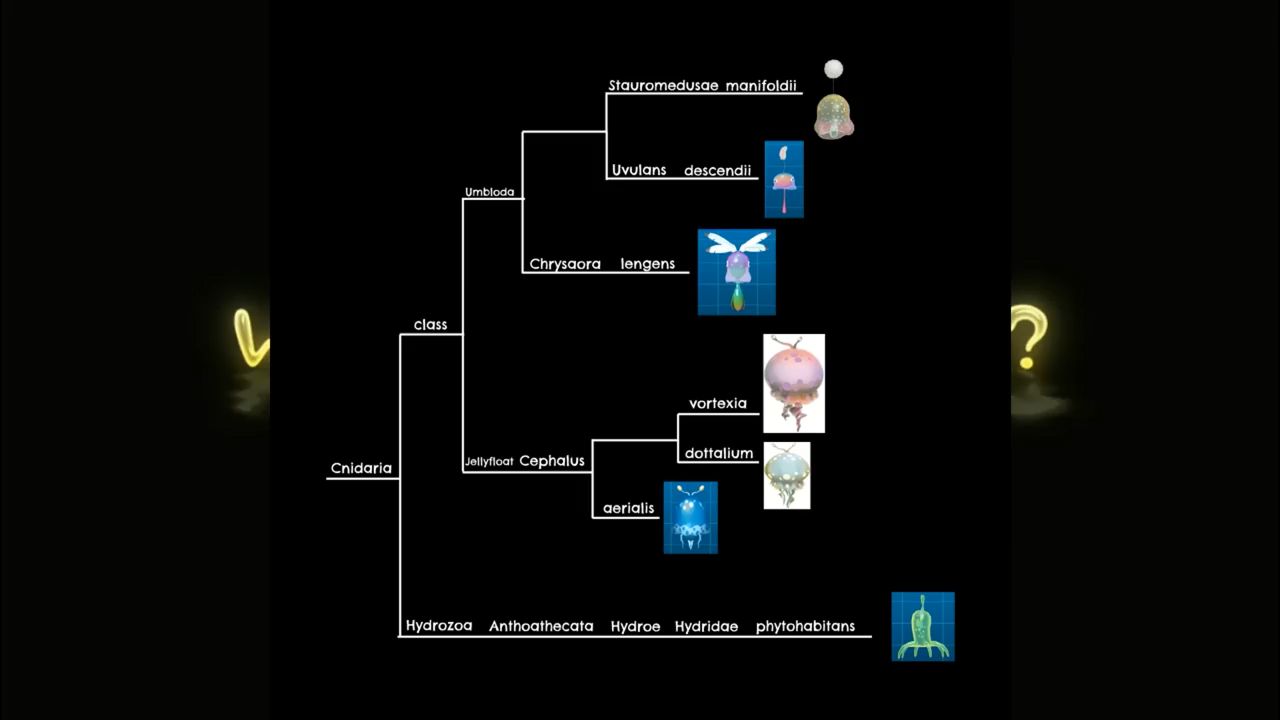 Stauromedusae manifoldii
Uvulans descendii
Umbloda
Chrysaora lengens
class
vortexia
dottalium
Jellyfloat Cephalus
Cnidaria
aerialis
Hydrozoa Anthoathecata Hydroe Hydridae phytohabitans
?